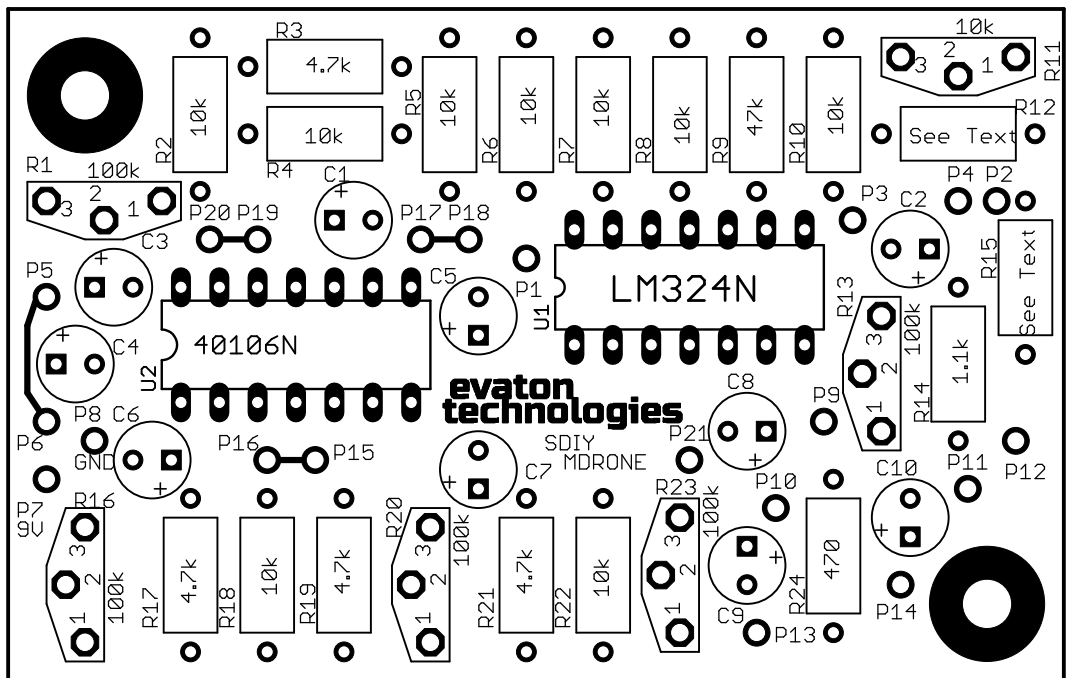 R3
4.7k
R2
10k
10k
R4
R5
10k
R6
10k
R7
10k
R8
10k
R9
47k
R10
10k
10k
3
2
1
R11
R12
See Text
R1
100k
3
2
1
C1
+
P20
P19
P17
P18
P3
P4
P2
C2
+
C3
+
P5
C5
+
P1
U1
LM324N
R15
See Text
R13
3
100k
2
1
40106N
U2
C4
+
R14
1.1k
evaton
technologies
C8
+
P9
P6
P8
C6
+
GND
P16
P15
SDIY
MDRONE
P21
C7
+
P7
9V
R16
3
2
1
100k
R17
4.7k
R18
10k
R19
4.7k
R20
3
100k
2
1
R21
4.7k
R22
10k
R23
3
100k
2
1
P10
C10
+
P11
P12
+
C9
R24
470
P13
P14